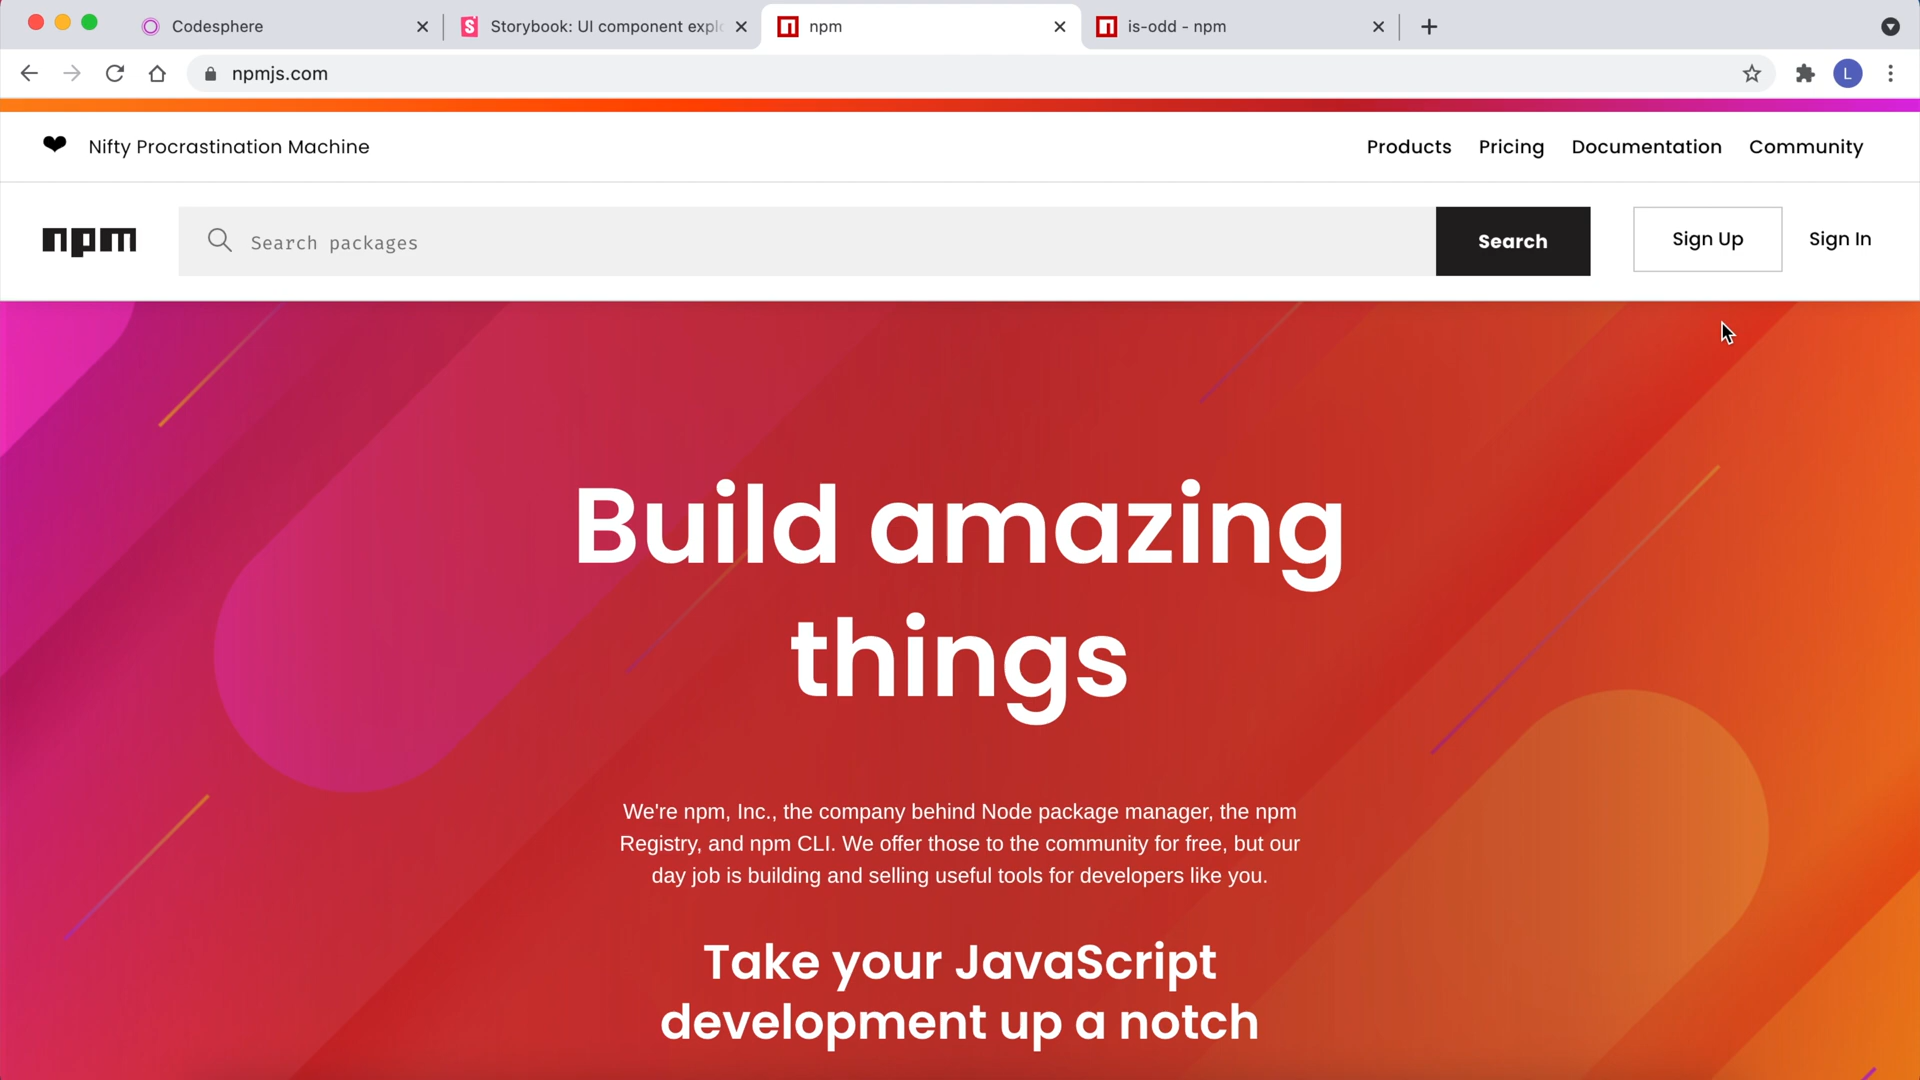 Codesphere
Storybook: UI component explo
npm
is-odd - npm
npmjs.com
L
Nifty Procrastination Machine
Products
Pricing
Documentation
Community
npm
Search packages
Search
Sign Up
Sign In
Build amazing
things
We're npm, Inc., the company behind Node package manager, the npm
Registry, and npm CLI. We offer those to the community for free, but our
day job is building and selling useful tools for developers like you.
Take your JavaScript
development up a notch